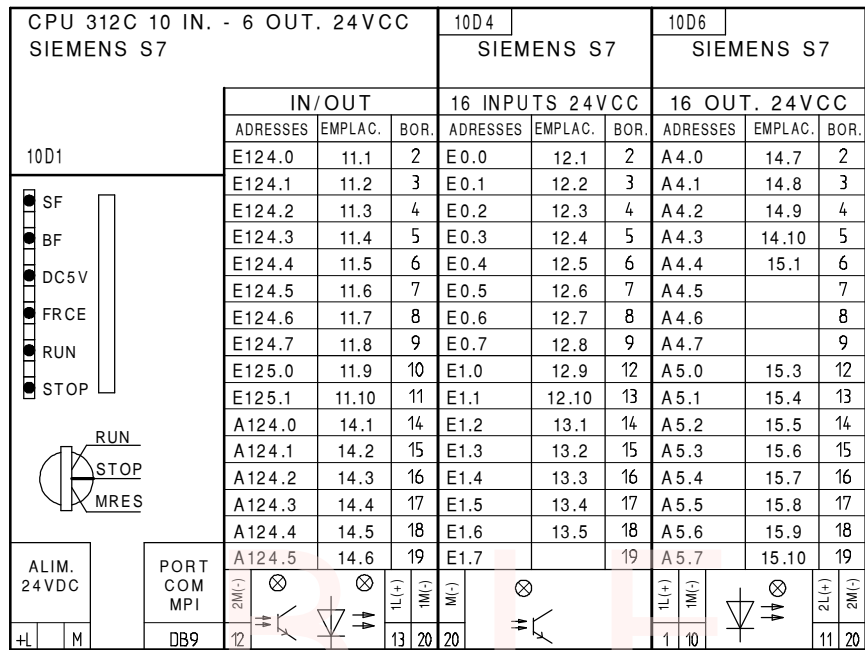 CPU 312C 10 IN. - 6 OUT. 24VCC
SIEMENS S7
10D4
SIEMENS S7
10D6
SIEMENS S7
IN/OUT 16 INPUTS 24VCC 16 OUT. 24VCC
ADRESSES EMPLAC. BOR. ADRESSES EMPLAC. BOR. ADRESSES EMPLAC. BOR.
10D1
E124.0 11.1 2 E0.0 12.1 2 A4.0 14.7 2
E124.1 11.2 3 E0.1 12.2 3 A4.1 14.8 3
E124.2 11.3 4 E0.2 12.3 4 A4.2 14.9 4
E124.3 11.4 5 E0.3 12.4 5 A4.3 14.10 5
E124.4 11.5 6 E0.4 12.5 6 A4.4 15.1 6
E124.5 11.6 7 E0.5 12.6 7 A4.5 7
E124.6 11.7 8 E0.6 12.7 8 A4.6 8
E124.7 11.8 9 E0.7 12.8 9 A4.7 9
E125.0 11.9 10 E1.0 12.9 12 A5.0 15.3 12
E125.1 11.10 11 E1.1 12.10 13 A5.1 15.4 13
A124.0 14.1 14 E1.2 13.1 14 A5.2 15.5 14
A124.1 14.2 15 E1.3 13.2 15 A5.3 15.6 15
A124.2 14.3 16 E1.4 13.3 16 A5.4 15.7 16
A124.3 14.4 17 E1.5 13.4 17 A5.5 15.8 17
A124.4 14.5 18 E1.6 13.5 18 A5.6 15.9 18
A124.5 14.6 19 E1.7 19 A5.7 15.10 19
SF
BF
DC5V
FRCE
RUN
STOP
RUN
STOP
MRES
ALIM.
24VDC
+L M
PORT
COM
MPI
DB9
2M(-) 1L(+) 1M(-) M(-) 1L(+) 1M(-) 2L(+) 2M(-)
12 13 20 20 1 10 11 20